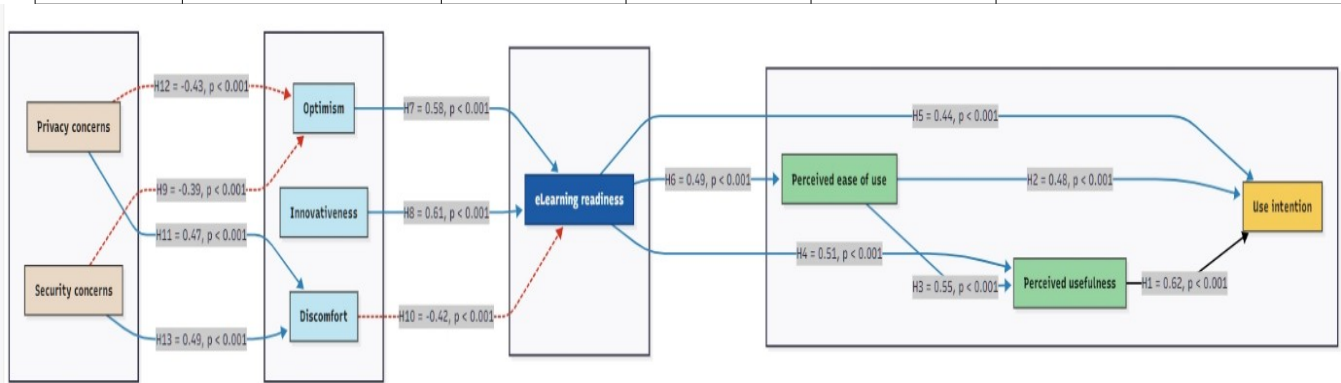 H12 = -0.43, p < 0.001
Privacy concerns
Optimism
H7 = 0.58, p < 0.001
H5 = 0.44, p < 0.001
H9 = -0.39, p < 0.001
H6 = 0.49, p < 0.001
Perceived ease of use
H2 = 0.48, p < 0.001
eLearning readiness
Use intention
Innovativeness
H8 = 0.61, p < 0.001
H11 = 0.47, p < 0.001
H4 = 0.51, p < 0.001
Security concerns
Perceived usefulness
H3 = 0.55, p < 0.001
H1 = 0.62, p < 0.001
Discomfort
H10 = -0.42, p < 0.001
H13 = 0.49, p < 0.001